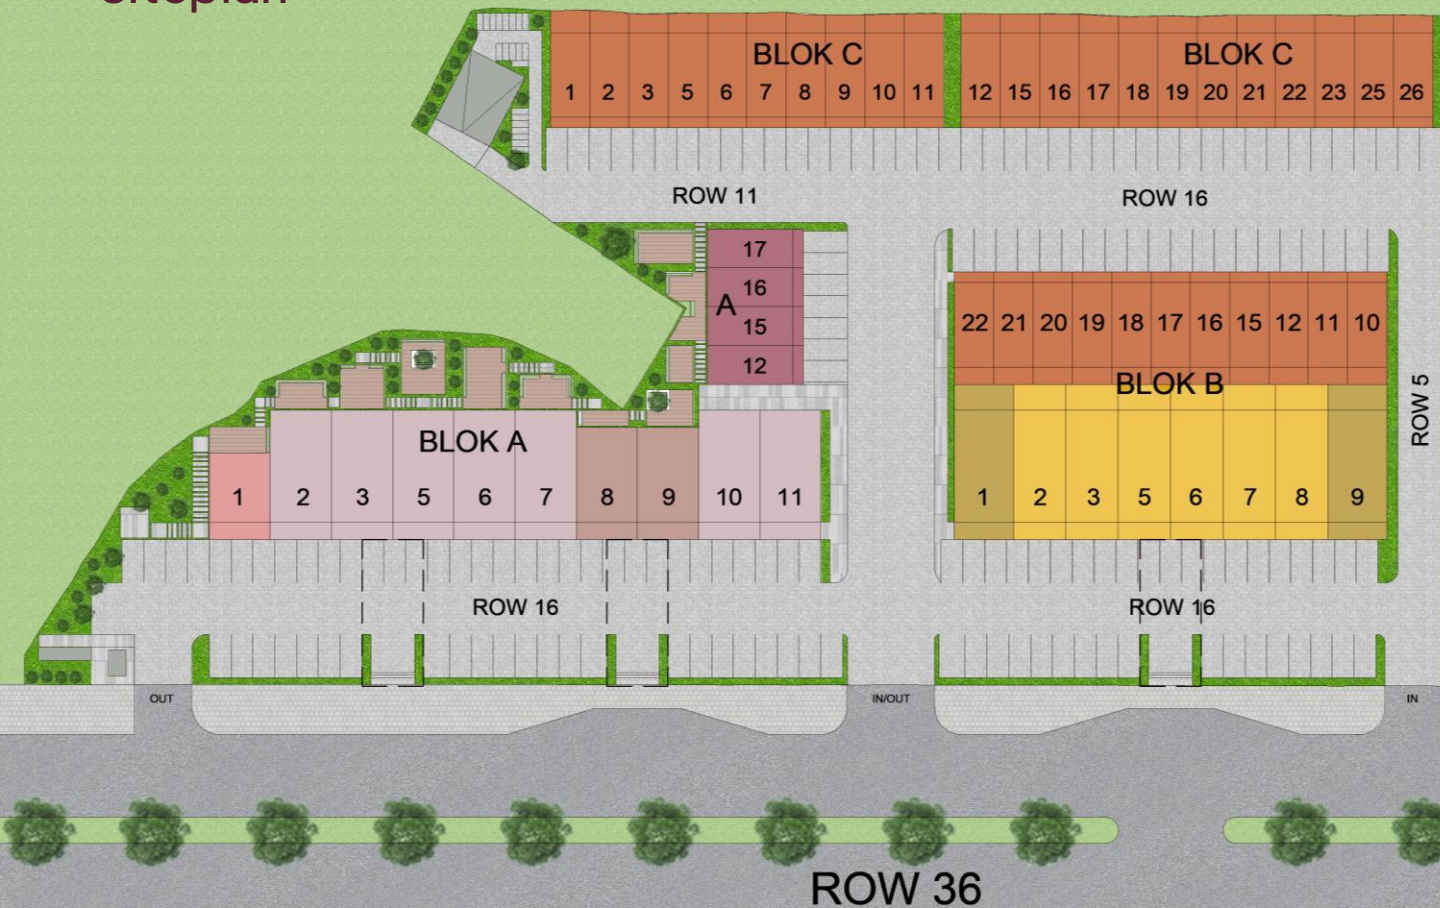 siteplan
BLOK C
BLOK C
1 2 3 5 6 7 8 9 10 11
12 15 16 17 18 19 20 21 22 23 25 26
ROW 11
ROW 16
17
16
A
15
12
22 21 20 19 18 17 16 15 12 11 10
BLOK B
ROW 5
BLOK A
1 2 3 5 6 7 8 9 10 11
1 2 3 5 6 7 8 9
ROW 16
ROW 16
OUT
IN/OUT
IN
ROW 36